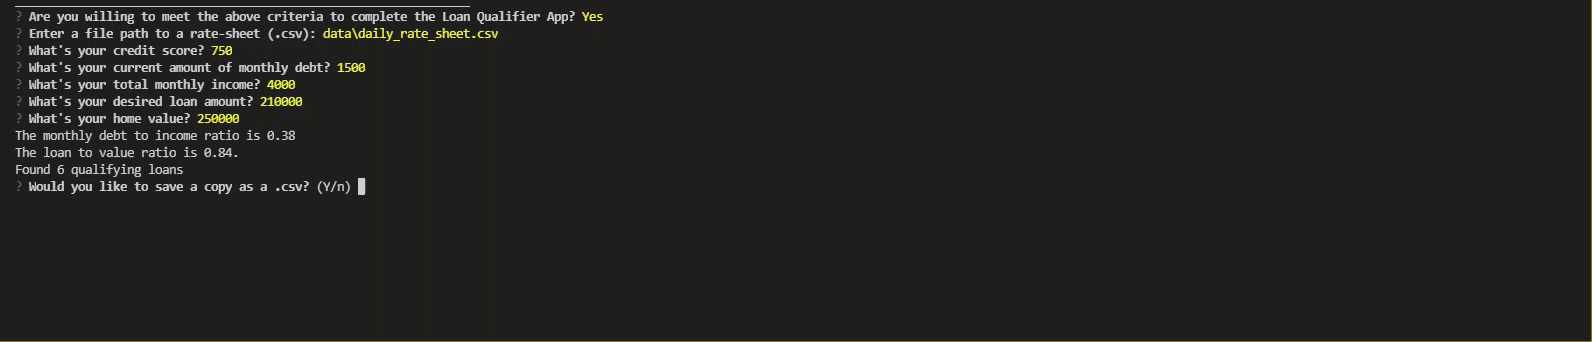 ? Are you willing to meet the above criteria to complete the Loan Qualifier App? Yes
? Enter a file path to a rate-sheet (.csv): data\daily_rate_sheet.csv
? What's your credit score? 750
? What's your current amount of monthly debt? 1500
? What's your total monthly income? 4000
? What's your desired loan amount? 210000
? What's your home value? 250000
The monthly debt to income ratio is 0.38
The loan to value ratio is 0.84.
Found 6 qualifying loans
? Would you like to save a copy as a .csv? (Y/n)